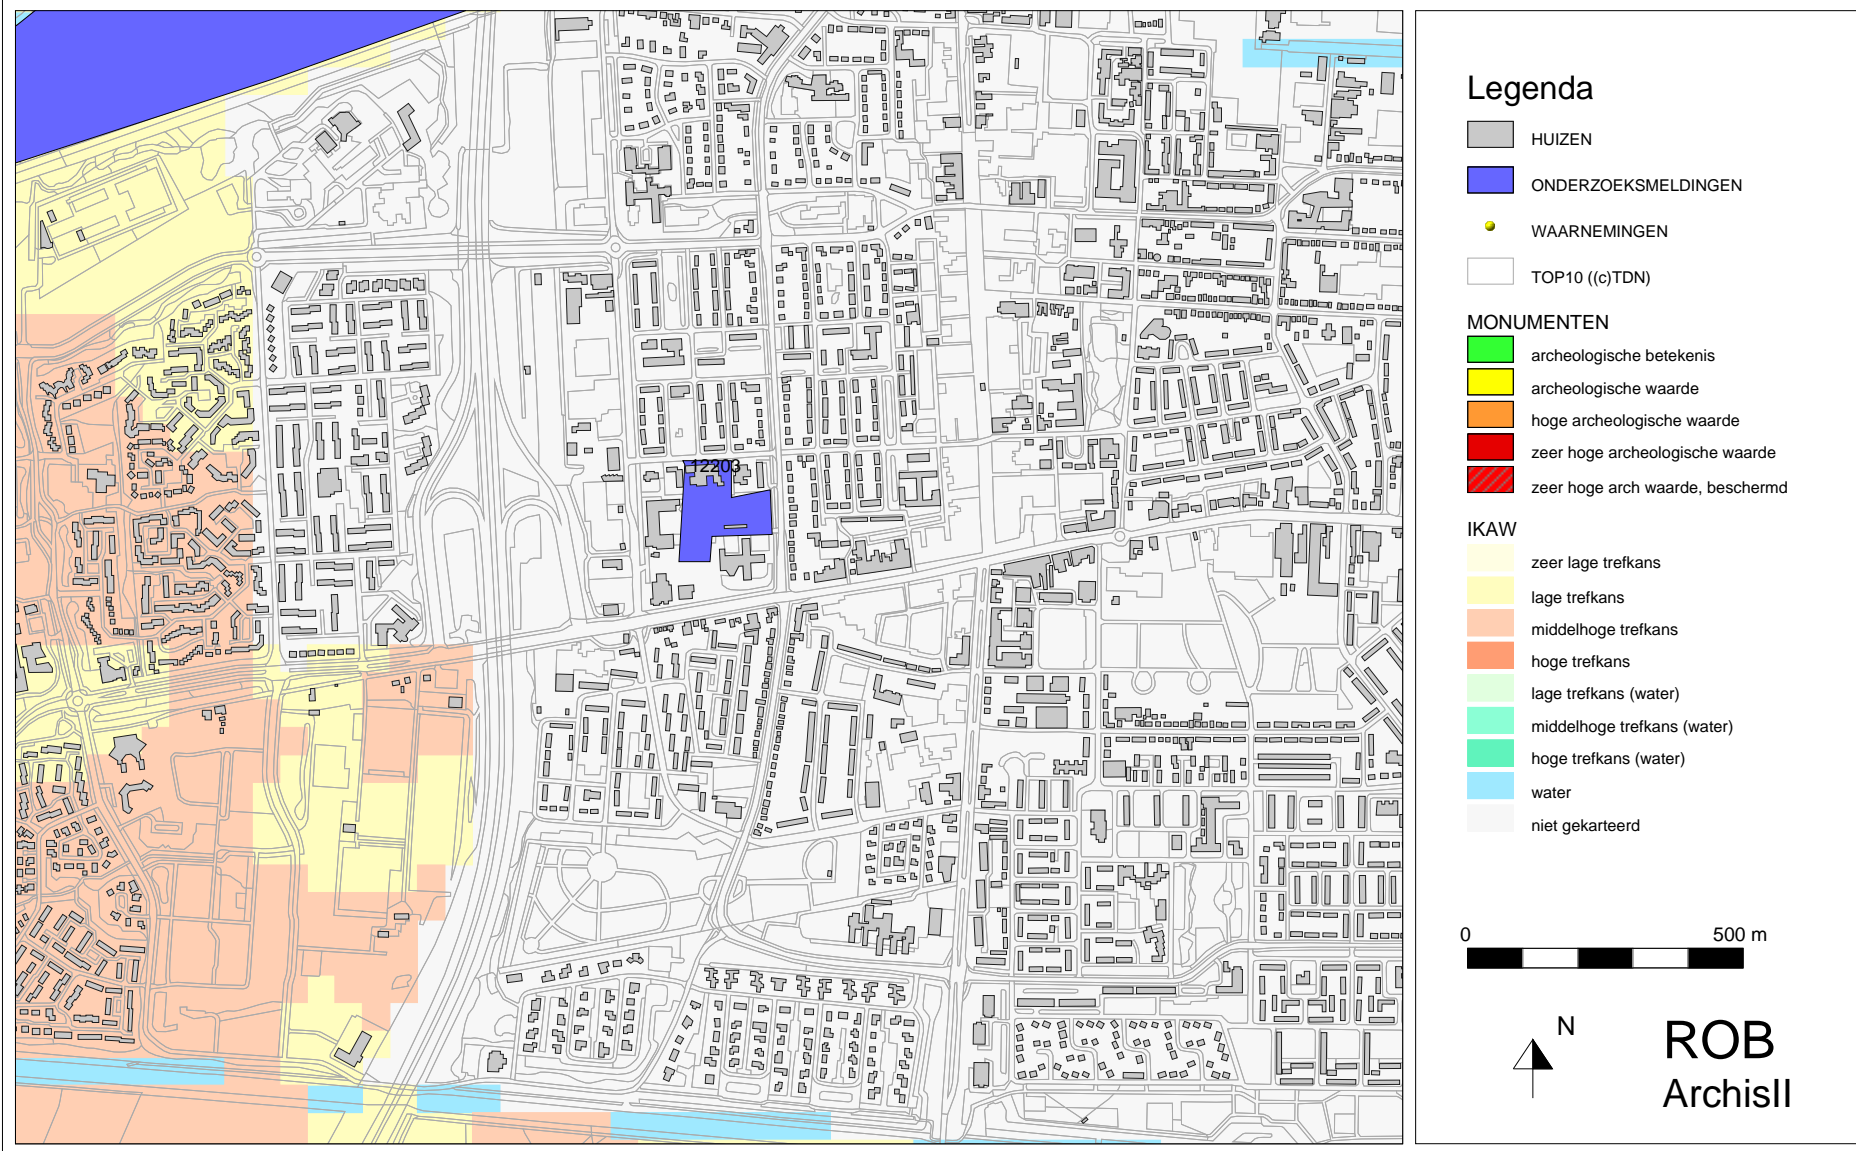 12203
Legenda
HUIZEN
ONDERZOEKSMELDINGEN
WAARNEMINGEN
TOP10 ((c)TDN)
MONUMENTEN
archeologische betekenis
archeologische waarde
hoge archeologische waarde
zeer hoge archeologische waarde
zeer hoge arch waarde, beschermd
IKAW
zeer lage trefkans
lage trefkans
middelhoge trefkans
hoge trefkans
lage trefkans (water)
middelhoge trefkans (water)
hoge trefkans (water)
water
niet gekarteerd
0 500 m
N
ROB
ArchisII